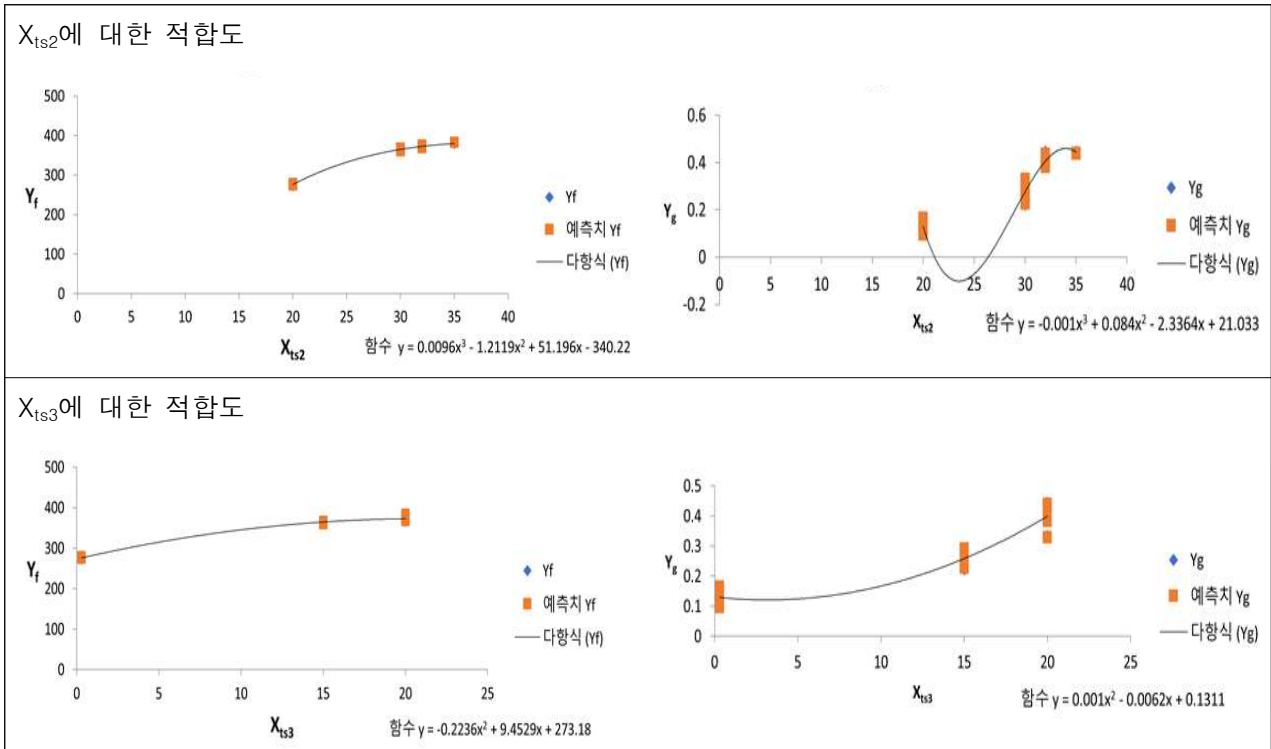 Xts2에 대한 적합도
500
400
300
200
100
0
0 5 10 15 20 25 30 35 40
Yf
Xts2
Yf
예측치 Yf
다항식 (Yf)
함수 y = 0.0096x³ - 1.2119x² + 51.196x - 340.22
0.6
0.4
0.2
0
-0.2
0 5 10 15 20 25 30 35 40
Yg
Xts2
Yg
예측치 Yg
다항식 (Yg)
함수 y = -0.001x³ + 0.084x² - 2.3364x + 21.033
Xts3에 대한 적합도
500
400
300
200
100
0
0 5 10 15 20 25
Yf
Xts3
Yf
예측치 Yf
다항식 (Yf)
함수 y = -0.2236x² + 9.4529x + 273.18
0.5
0.4
0.3
0.2
0.1
0
0 5 10 15 20 25
Yg
Xts3
Yg
예측치 Yg
다항식 (Yg)
함수 y = 0.001x² - 0.0062x + 0.1311